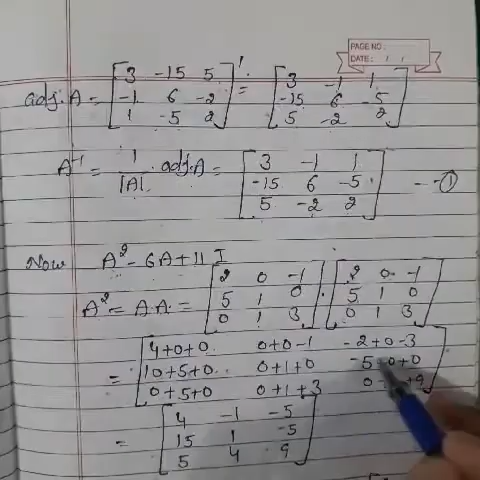 PAGE NO.
DATE: / /
adj. A = [3 -15 5; -1 6 -2; 1 -5 2]' = [3 -1 1; -15 6 -5; 5 -2 2]
A⁻¹ = 1/|A| . adj. A = [3 -1 1; -15 6 -5; 5 -2 2] --- ①
Now A² - 6A + 11 I
A² = A.A. = [2 0 -1; 5 1 0; 0 1 3] . [2 0 -1; 5 1 0; 0 1 3]
= [4+0+0 0+0-1 -2+0-3; 10+5+0 0+1+0 -5+0+0; 0+5+0 0+1+3 +9]
= [4 -1 -5; 15 1 -5; 5 4 9]